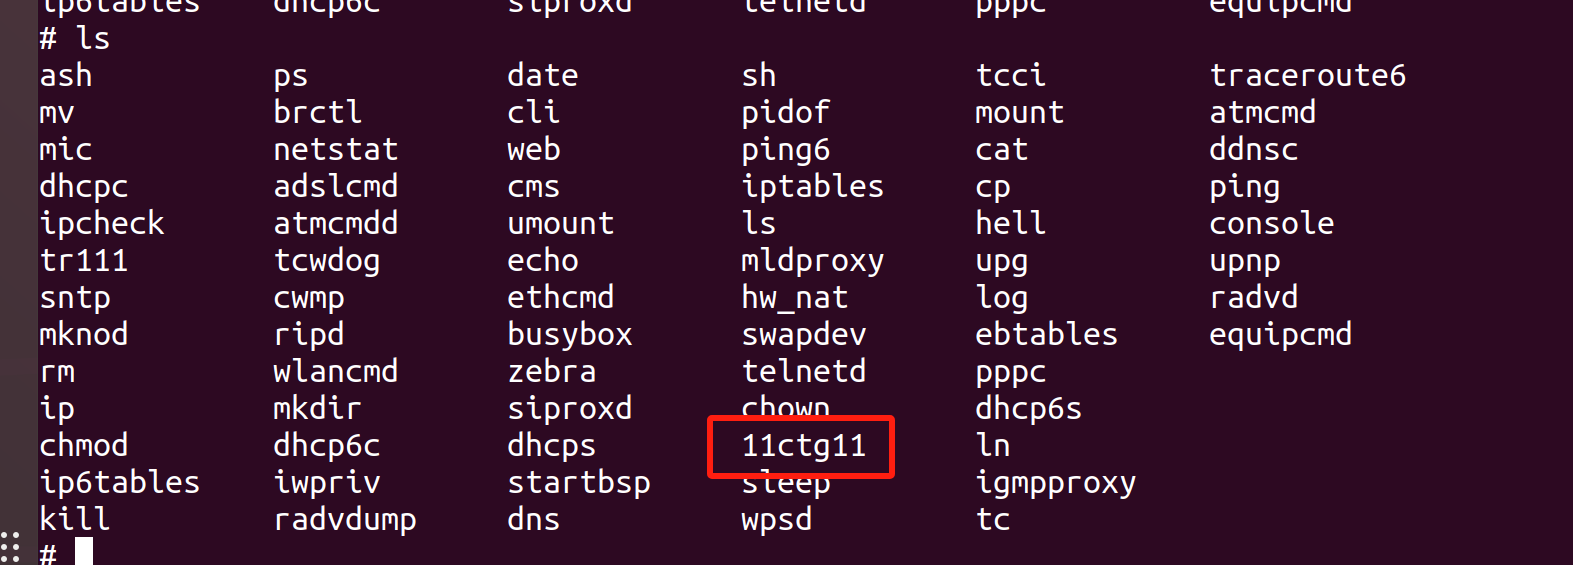 ip6tables dhcp6c siproxd telnetd pppc equipcmd
# ls
ash ps date sh tcci traceroute6
mv brctl cli pidof mount atmcmd
mic netstat web ping6 cat ddnsc
dhcpc adslcmd cms iptables cp ping
ipcheck atmcmdd umount ls hell console
tr111 tcwdog echo mldproxy upg upnp
sntp cwmp ethcmd hw_nat log radvd
mknod ripd busybox swapdev ebtables equipcmd
rm wlancmd zebra telnetd pppc
ip mkdir siproxd chown dhcp6s
chmod dhcp6c dhcps 11ctg11 ln
ip6tables iwpriv startbsp sleep igmpproxy
kill radvdump dns wpsd tc
#